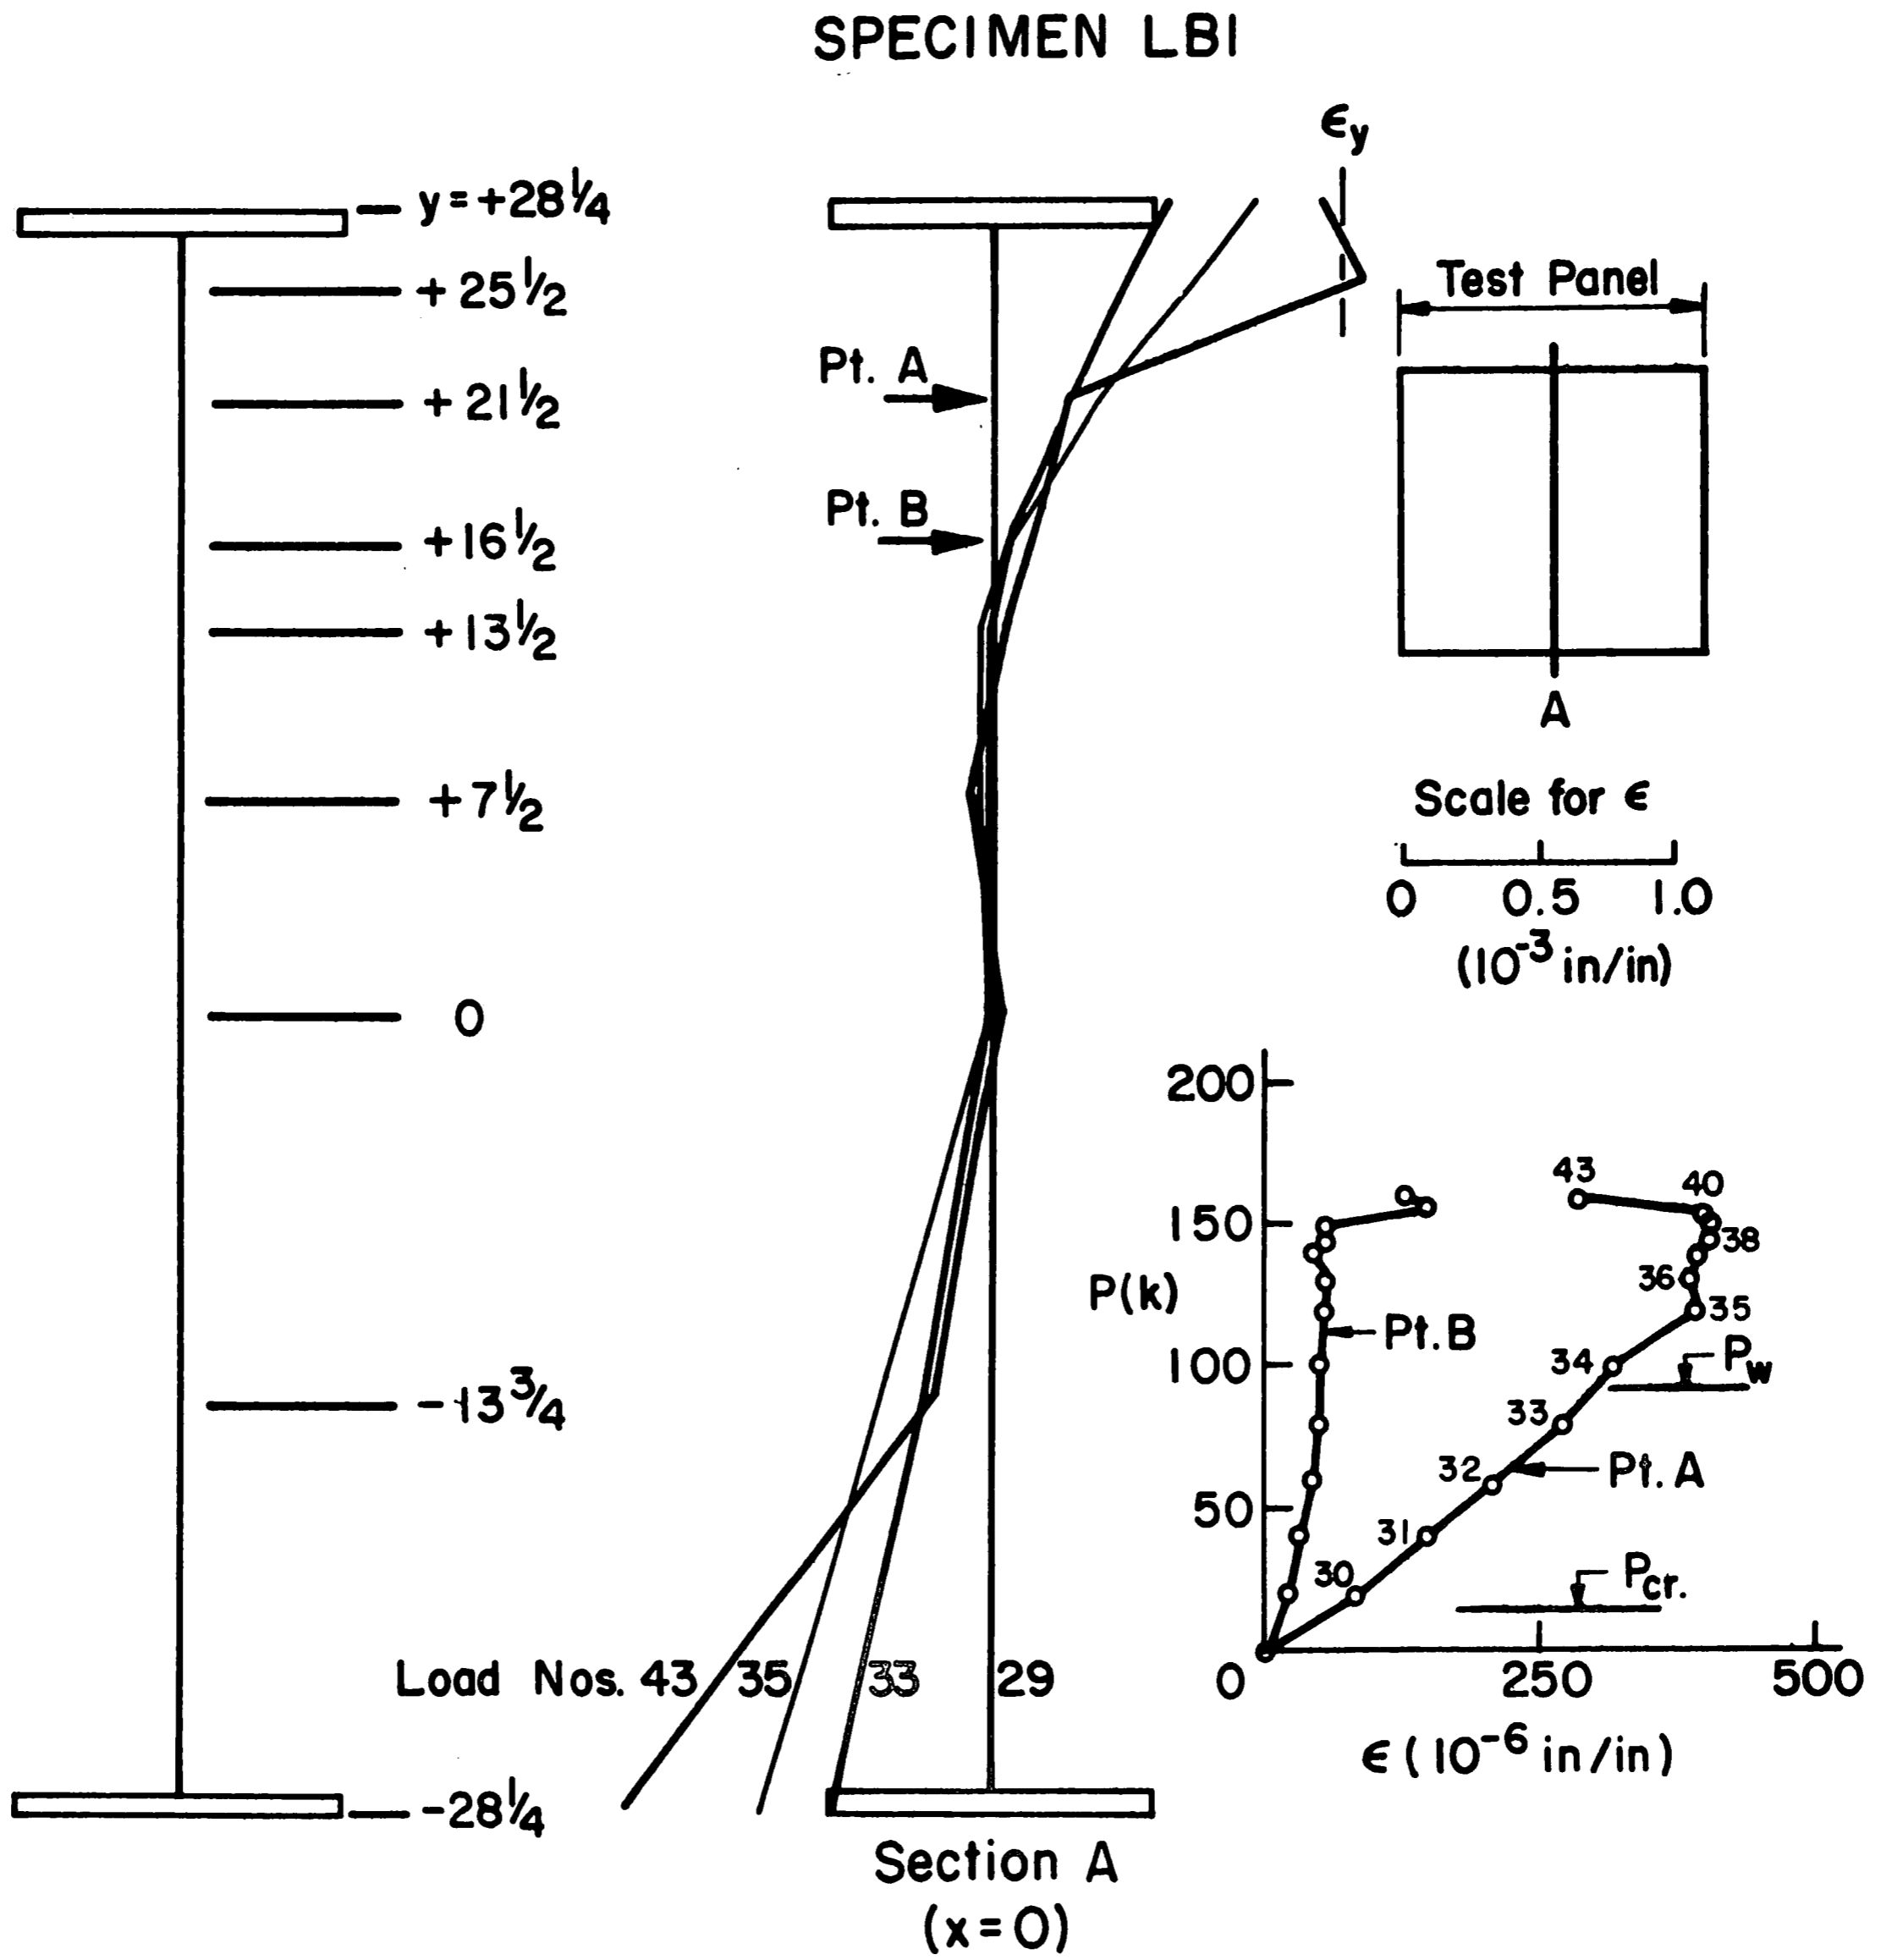 SPECIMEN LB1
ϵy
y=+28¼
+25½
+21½
+16½
+13½
+7½
0
-13¾
-28¼
Pt. A
Pt. B
Test Panel
A
Scale for ϵ
0 0.5 1.0
(10⁻³ in/in)
200
150
100
50
0
P(k)
43
40
38
36
35
34
33
32
31
30
Pw
Pt. B
Pt. A
Pcr.
250 500
ϵ (10⁻⁶ in/in)
Load Nos. 43 35 33 29
Section A
(x=0)